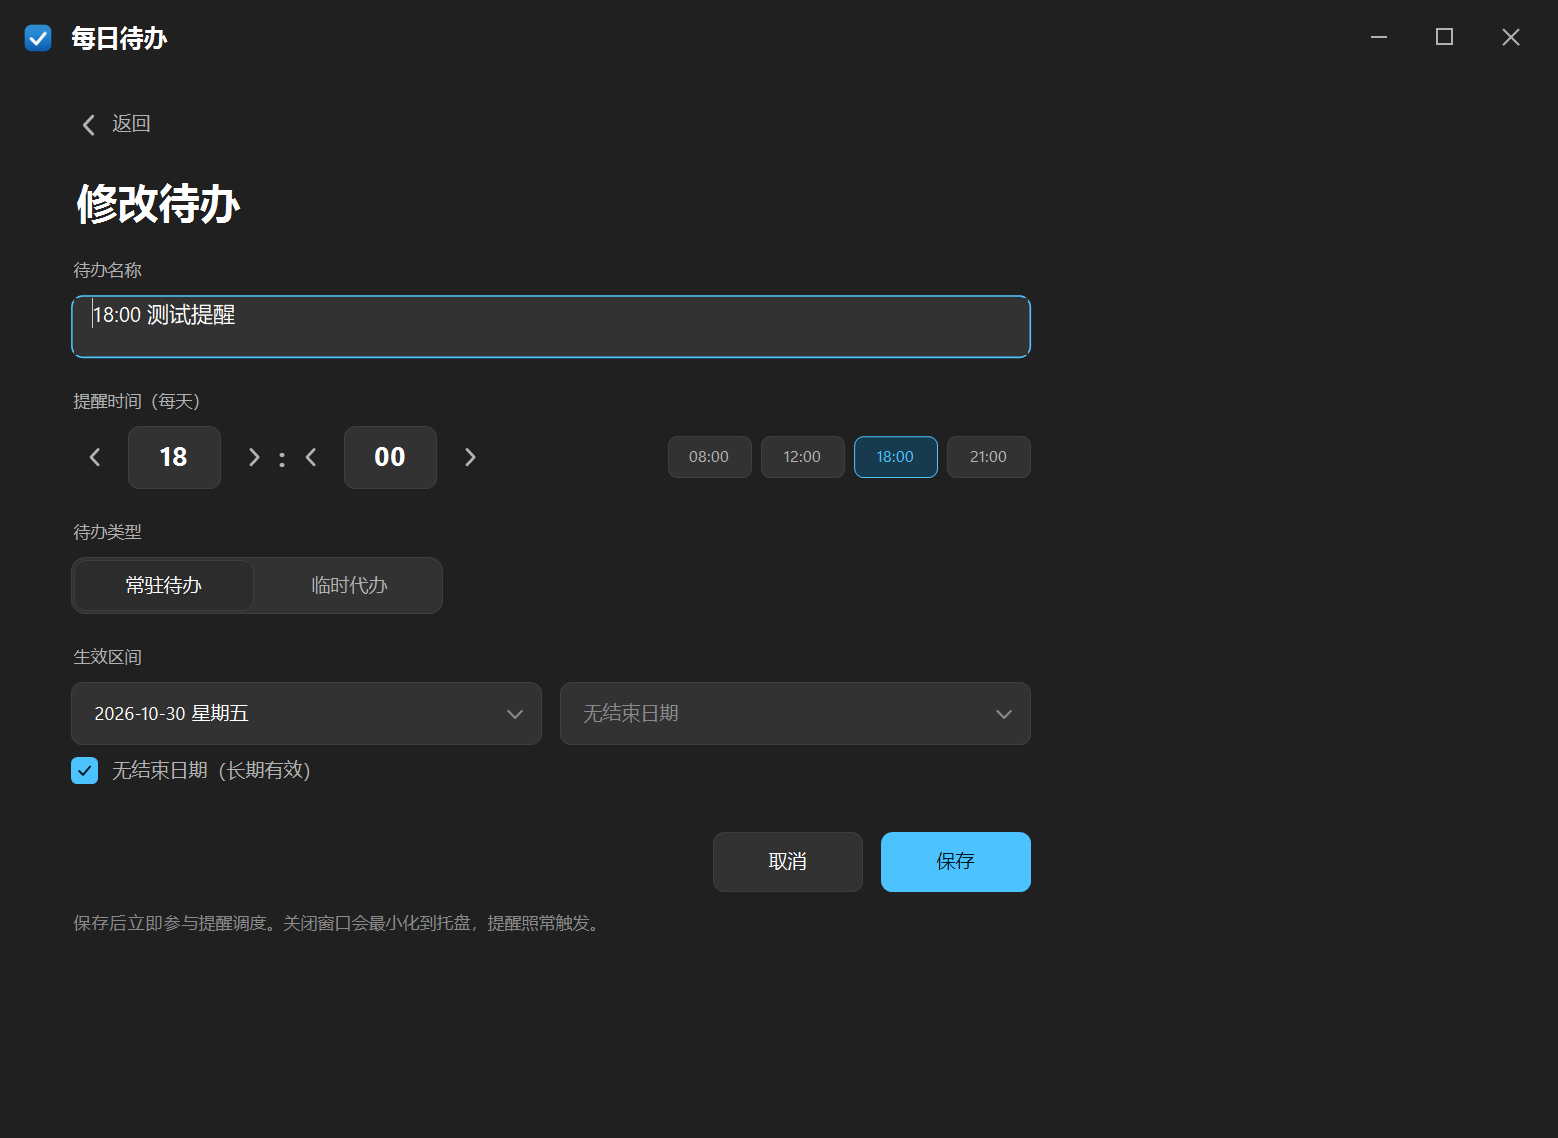 每日待办
返回
修改待办
待办名称
18:00 测试提醒
提醒时间（每天）
18 : 00 08:00 12:00 18:00 21:00
待办类型
常驻待办 临时代办
生效区间
2026-10-30 星期五 无结束日期
无结束日期（长期有效）
取消 保存
保存后立即参与提醒调度。关闭窗口会最小化到托盘，提醒照常触发。